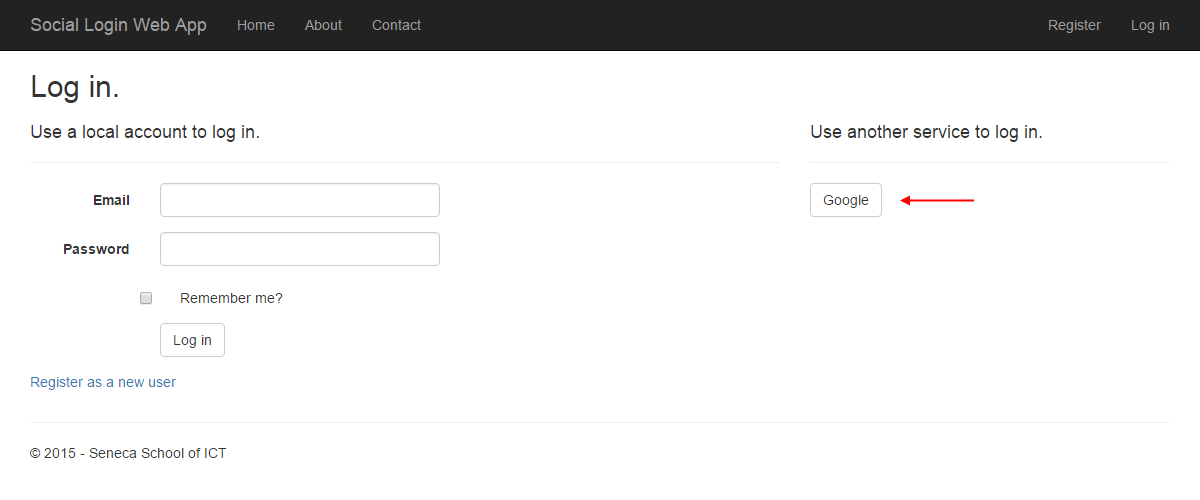 Social Login Web App Home About Contact Register Log in
Log in.
Use a local account to log in.
Use another service to log in.
Email
Google
Password
Remember me?
Log in
Register as a new user
© 2015 - Seneca School of ICT